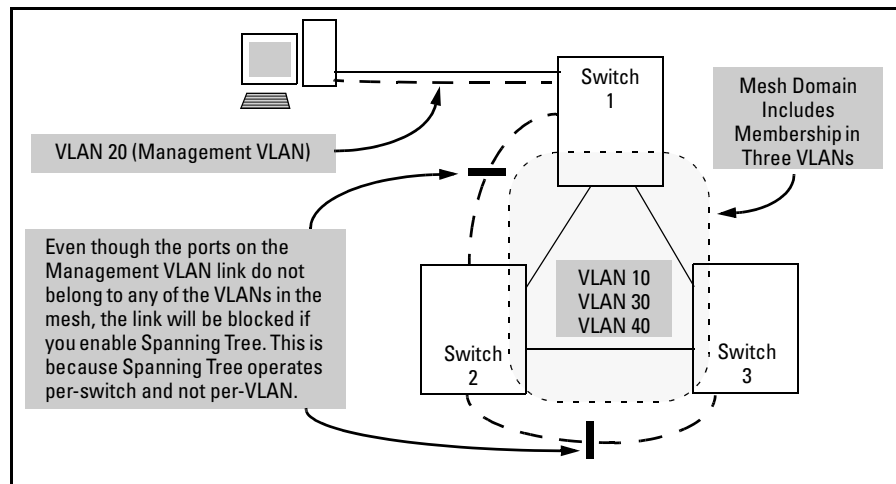 Switch
1
Mesh Domain
Includes
Membership in
Three VLANs
VLAN 20 (Management VLAN)
Even though the ports on the
Management VLAN link do not
belong to any of the VLANs in the
mesh, the link will be blocked if
you enable Spanning Tree. This is
because Spanning Tree operates
per-switch and not per-VLAN.
VLAN 10
VLAN 30
VLAN 40
Switch
2
Switch
3